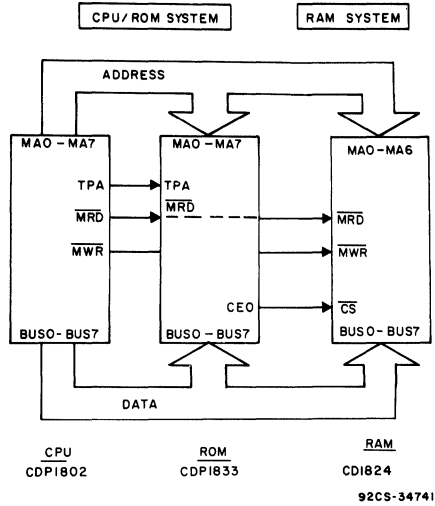 CPU/ROM SYSTEM
RAM SYSTEM
ADDRESS
MA0-MA7
MA0-MA7
MA0-MA6
TPA
TPA
MRD
MRD
MRD
MWR
MWR
CEO
CS
BUS0-BUS7
BUS0-BUS7
BUS0-BUS7
DATA
CPU
CDP1802
ROM
CDP1833
RAM
CD1824
92CS-34741